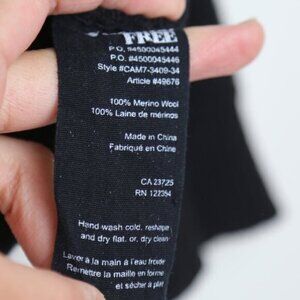 FREE
P.O. #4500045444
P.O. #4500045446
Style #CAM7-3409-34
Article #49676
100% Merino Wool
100% Laine de mérinos
Made in China
Fabriqué en China
CA 23725
RN 122354
Hand wash cold, reshape
and dry flat, or, dry clean
Laver à la main à l'eau froide
Remettre la maille en forme
et sécher à plat